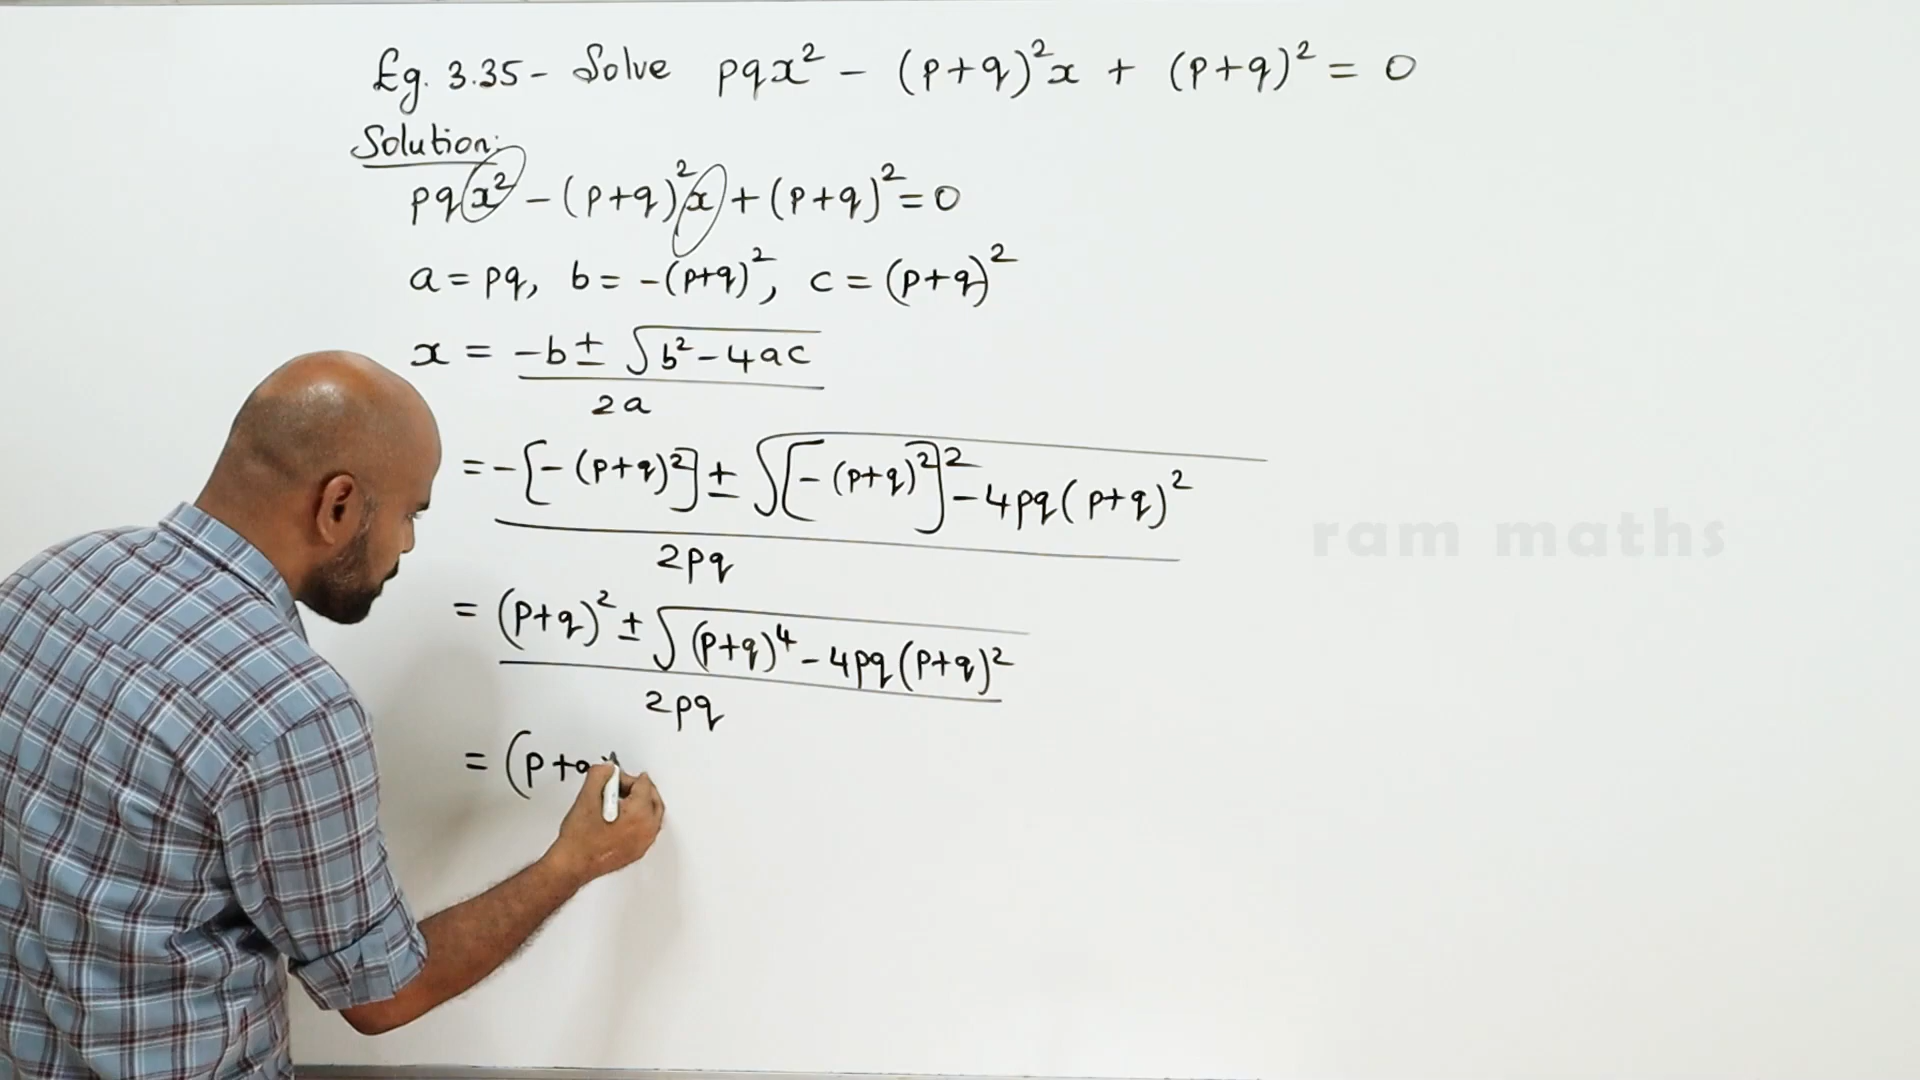 Eg. 3.35 - Solve pqx² - (p+q)²x + (p+q)² = 0
Solution:
pqx² - (p+q)²x + (p+q)² = 0
a = pq, b = -(p+q)², c = (p+q)²
x = -b ± √b² - 4ac
2a
= -[-(p+q)²] ± √[-(p+q)²]² - 4pq(p+q)²
2pq
= (p+q)² ± √(p+q)⁴ - 4pq(p+q)²
2pq
= (p+q
ram maths